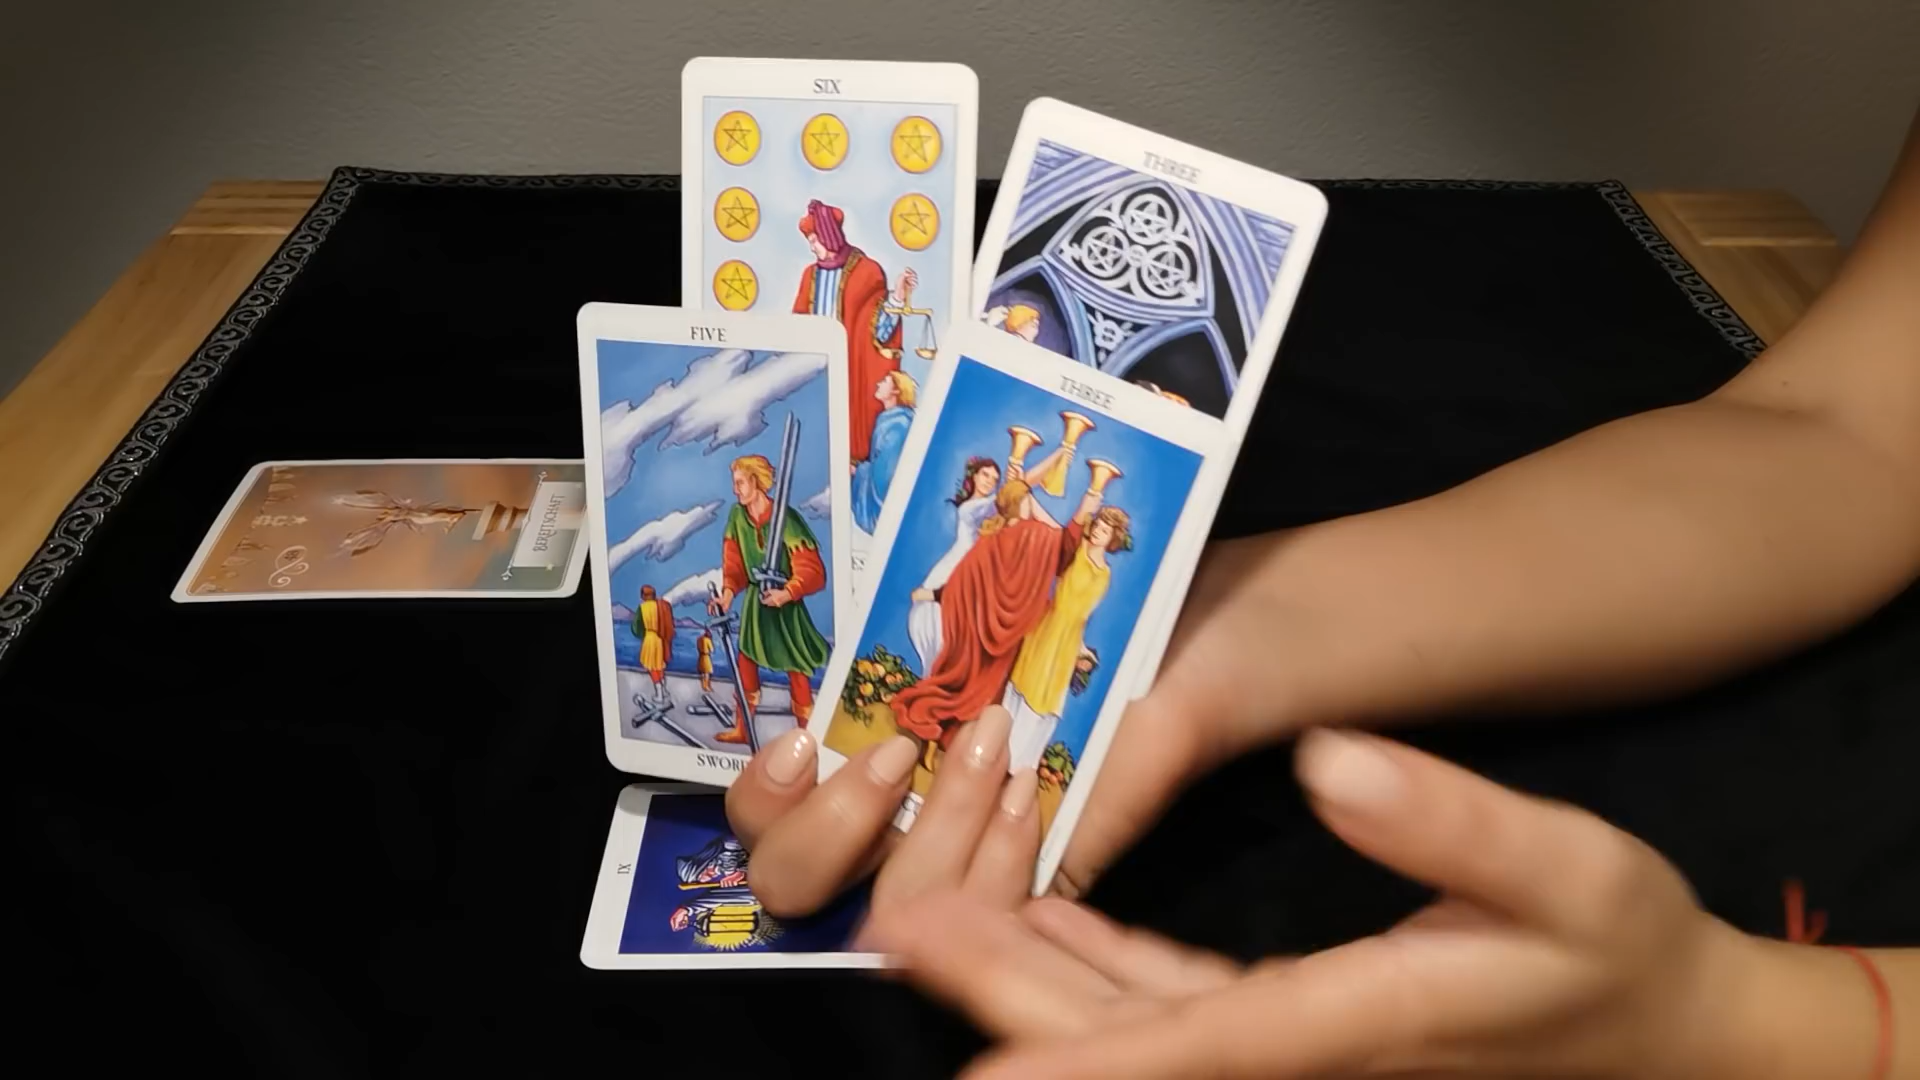 SIX
THREE
FIVE
THREE
BEREITSCHAFT
SWORD
IX